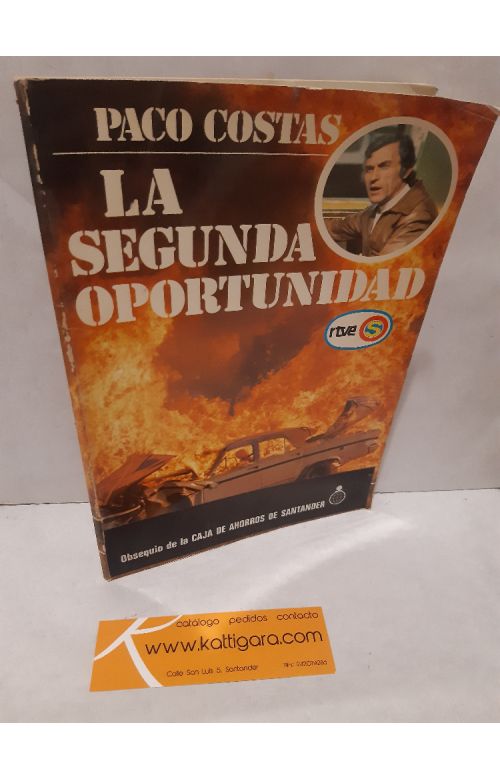 PACO COSTAS
LA
SEGUNDA
OPORTUNIDAD
rtve S
Obsequio de la CAJA DE AHORROS DE SANTANDER
catálogo pedidos contacto
www.kattigara.com
Calle San Luis 5, Santander